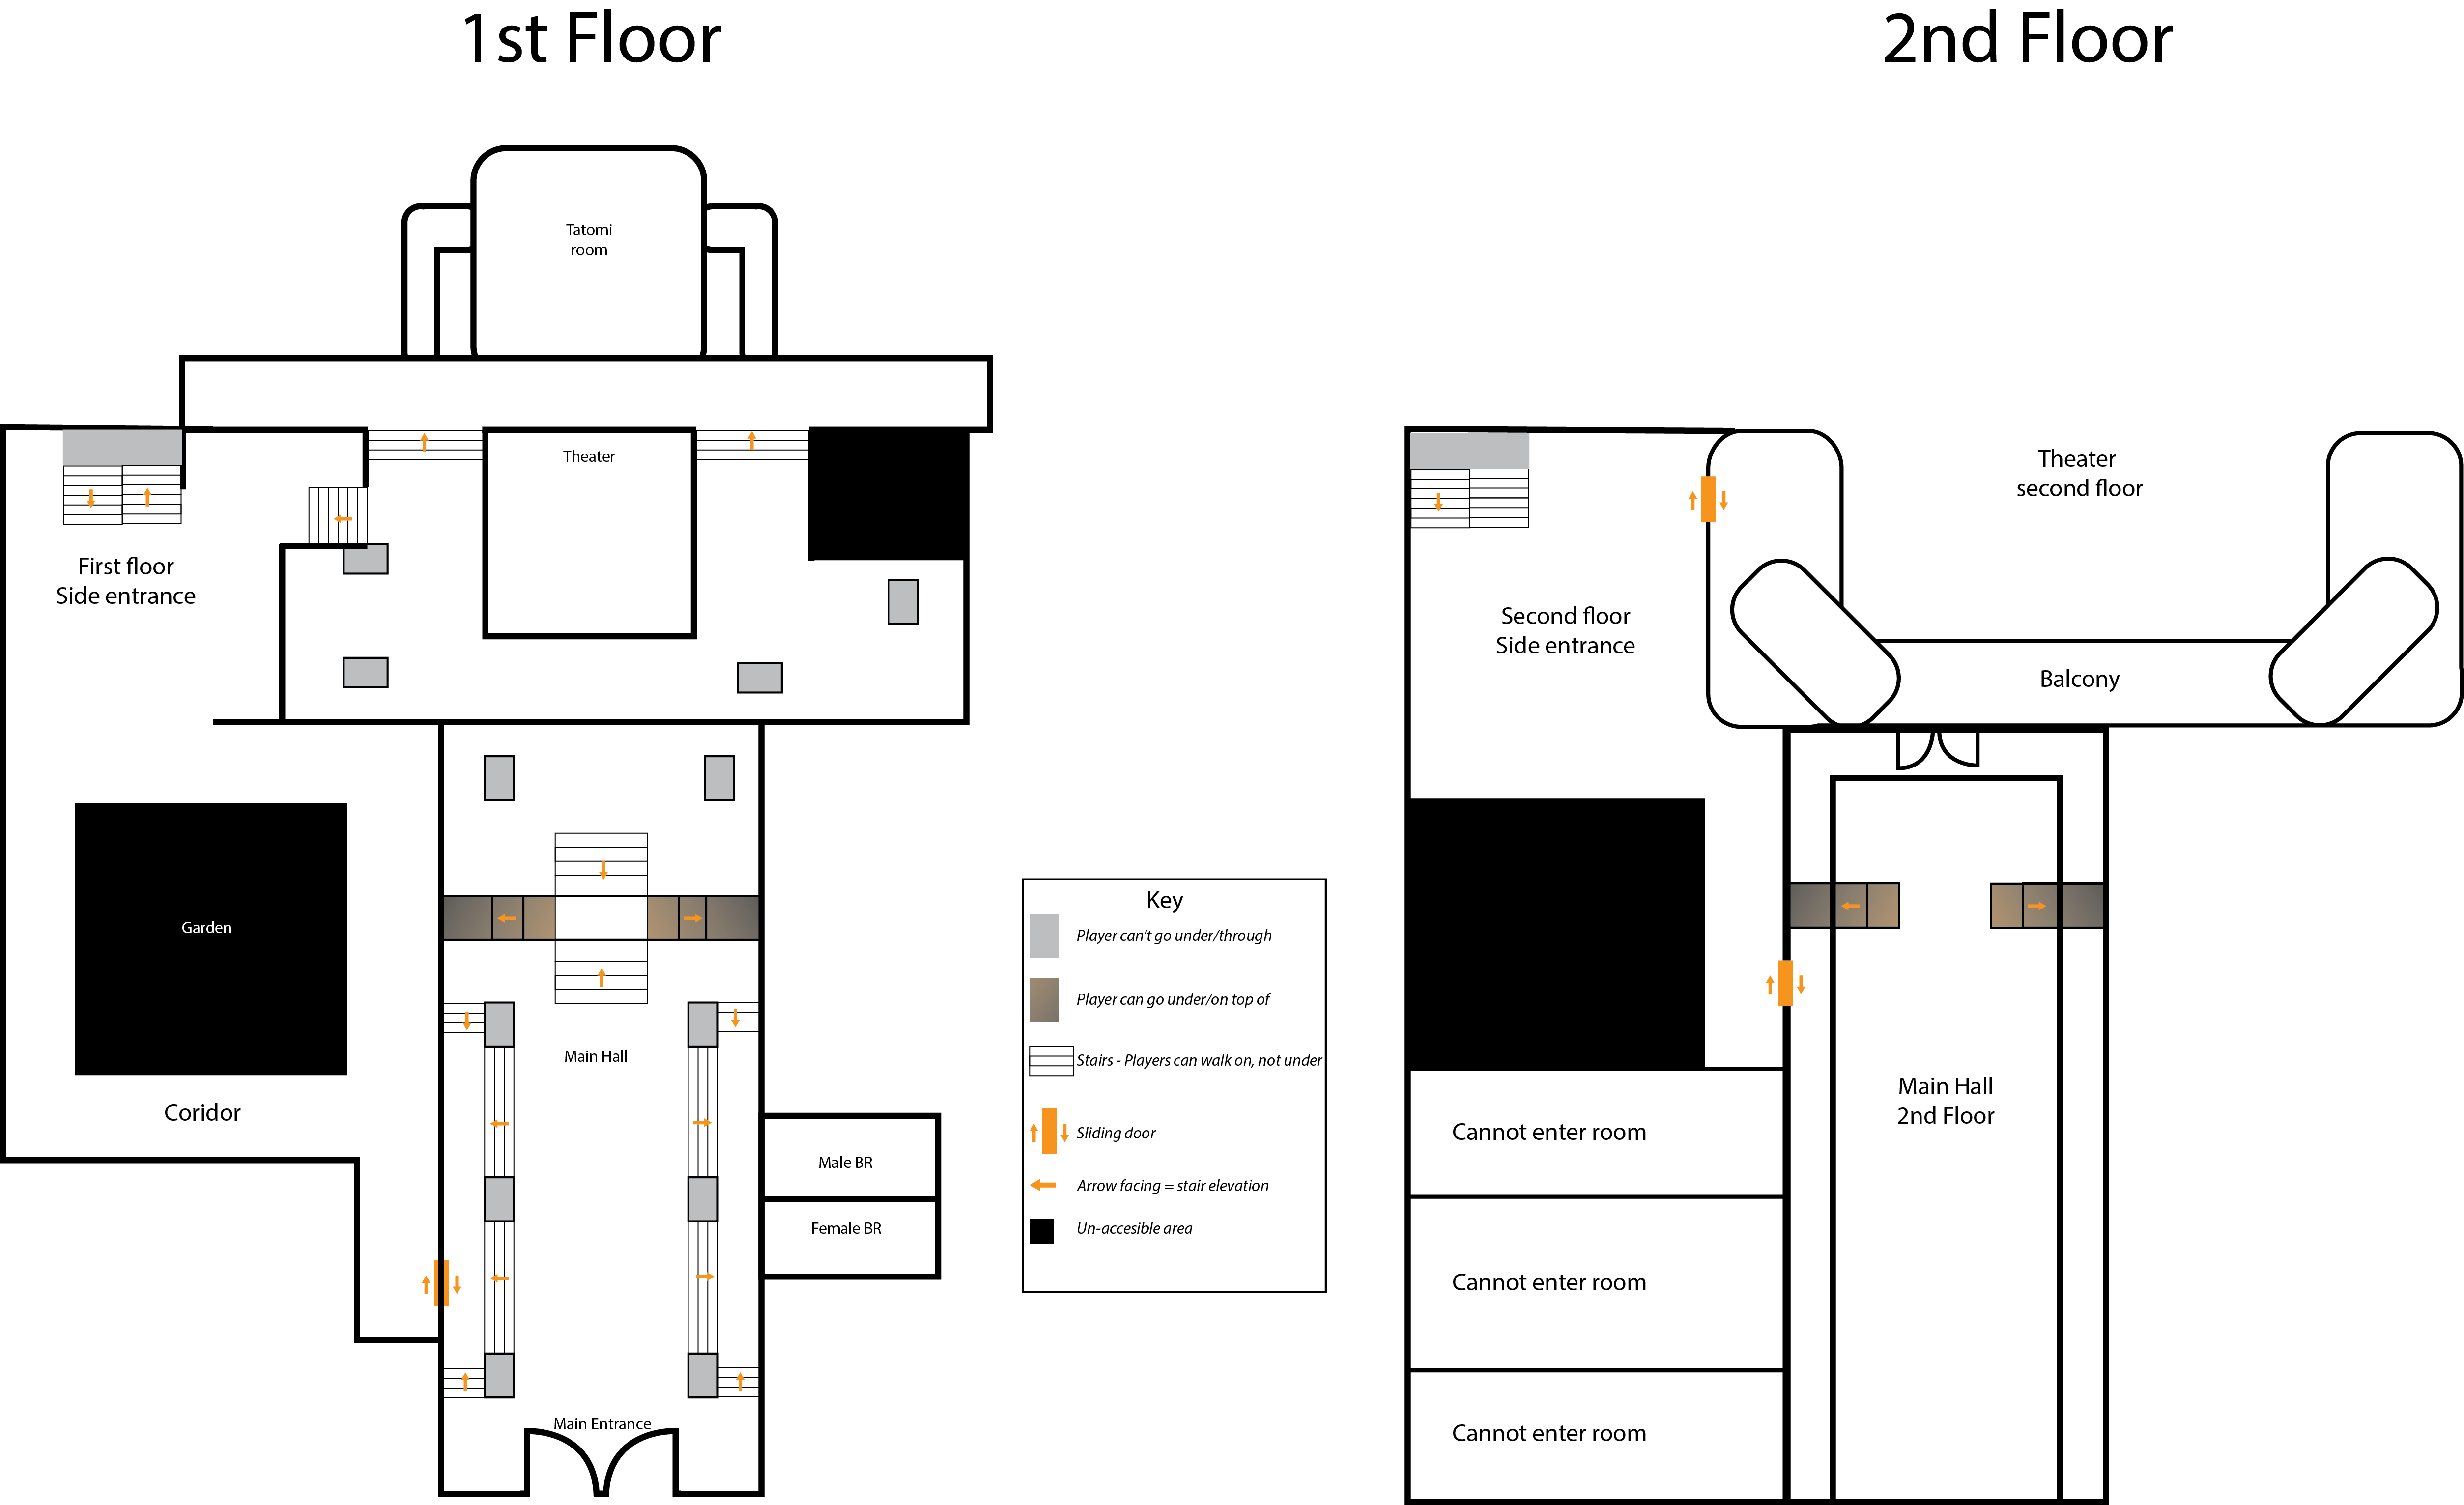 1st Floor
2nd Floor
Tatomi
room
Theater
First floor
Side entrance
Garden
Coridor
Main Hall
Male BR
Female BR
Main Entrance
Key
Player can't go under/through
Player can go under/on top of
Stairs - Players can walk on, not under
Sliding door
Arrow facing = stair elevation
Un-accesible area
Theater
second floor
Second floor
Side entrance
Balcony
Main Hall
2nd Floor
Cannot enter room
Cannot enter room
Cannot enter room